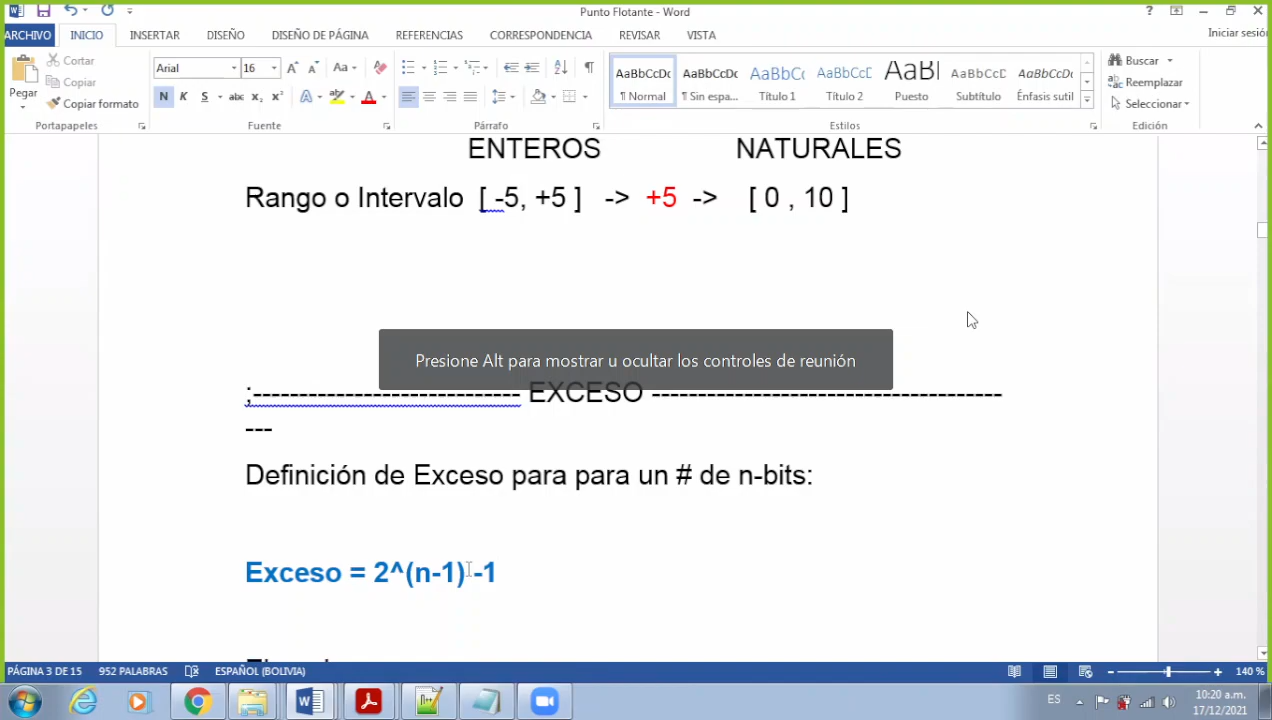 Punto Flotante - Word
ARCHIVO INICIO INSERTAR DISEÑO DISEÑO DE PÁGINA REFERENCIAS CORRESPONDENCIA REVISAR VISTA Iniciar sesió
Pegar
Cortar
Copiar
Copiar formato
Portapapeles
Arial 16
N K S abc x₂ x²
Fuente
Párrafo
AaBbCcDc AaBbCcDc AaBbCc AaBbCcD AaBb AaBbCcD AaBbCcDc
¶ Normal ¶ Sin espa... Título 1 Título 2 Puesto Subtítulo Énfasis sutil
Estilos
Buscar
Reemplazar
Seleccionar
Edición
ENTEROS NATURALES
Rango o Intervalo [ -5, +5 ] -> +5 -> [ 0 , 10 ]
Presione Alt para mostrar u ocultar los controles de reunión
;----------------------------- EXCESO --------------------------------------
---
Definición de Exceso para para un # de n-bits:
Exceso = 2^(n-1) -1
PÁGINA 3 DE 15 952 PALABRAS ESPAÑOL (BOLIVIA) 140 %
ES 10:20 a.m.
17/12/2021